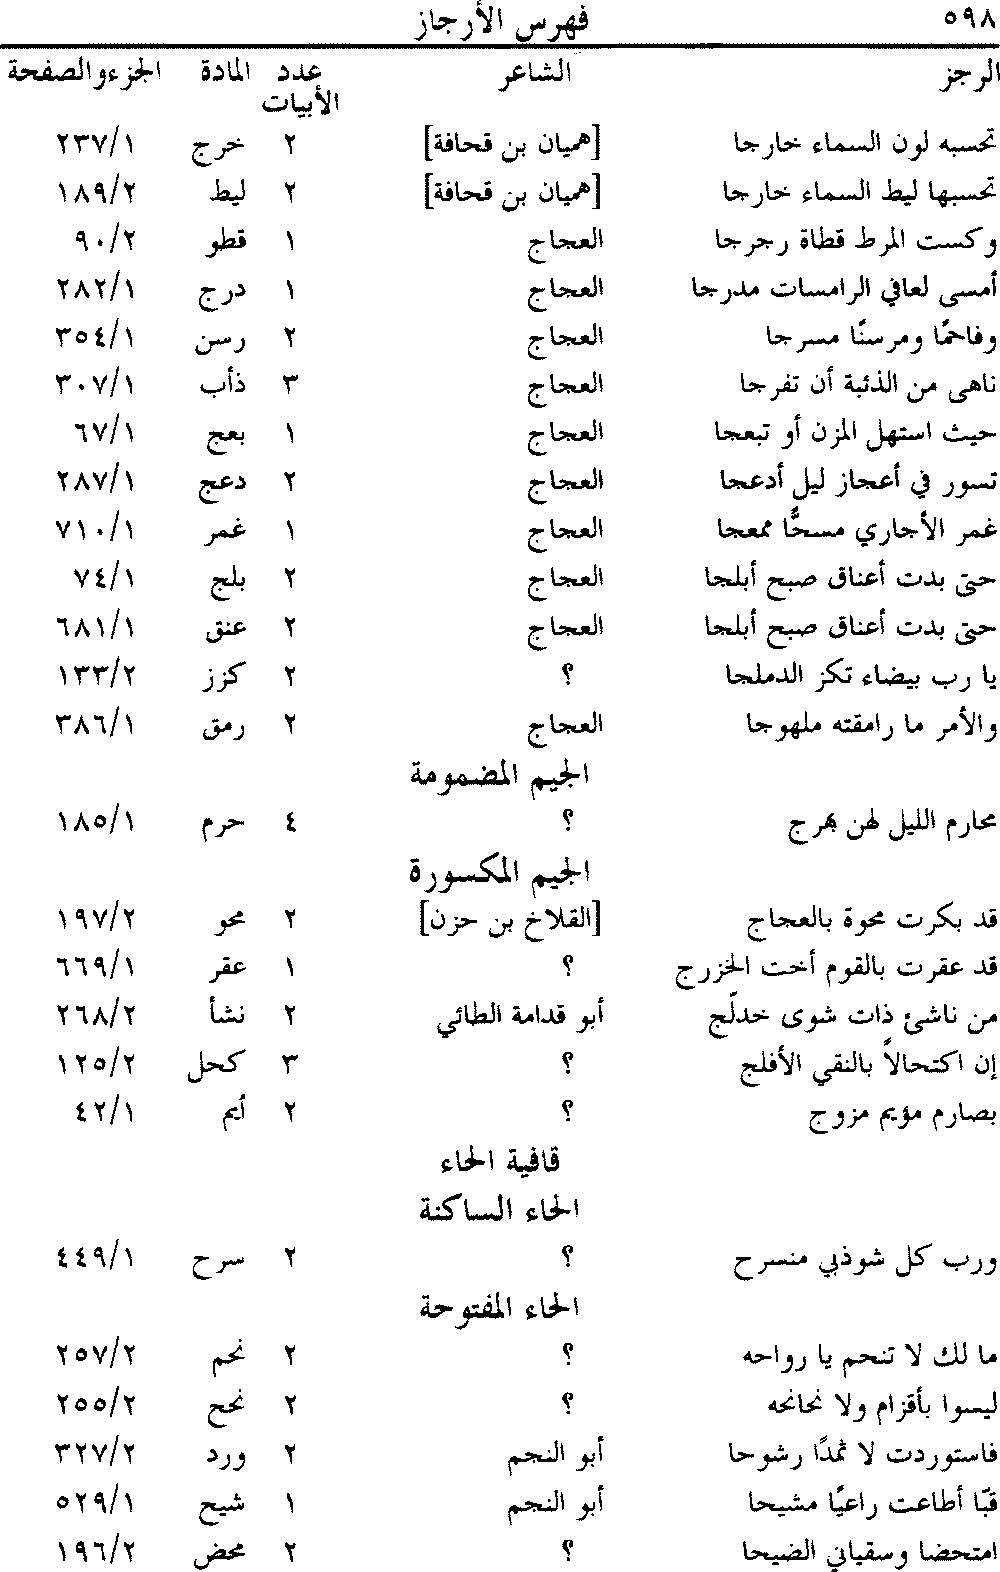 ٥٩٨ فهرس الأرجاز
الرجز الشاعر عدد الأبيات المادة الجزء والصفحة
تحسبه لون السماء خارجا [هميان بن قحافة] ٢ خرج ٢٣٧/١
تحسبها ليط السماء خارجا [هميان بن قحافة] ٢ ليط ١٨٩/٢
وكست المرط قطاة رجرجا العجاج ١ قطو ٩٠/٢
أمسى لعافي الرامسات مدرجا العجاج ١ درج ٢٨٢/١
وفاحمًا ومرسنًا مسرجا العجاج ٢ رسن ٣٥٤/١
ناهى من الذئبة أن تفرجا العجاج ٣ ذأب ٣٠٧/١
حيث استهل المزن أو تبعجا العجاج ١ بعج ٦٧/١
تسور في أعجاز ليل أدعجا العجاج ٢ دعج ٢٨٧/١
غمر الأجاري مسحًّا ممعجا العجاج ١ غمر ٧١٠/١
حتى بدت أعناق صبح أبلجا العجاج ٢ بلج ٧٤/١
حتى بدت أعناق صبح أبلجا العجاج ٢ عنق ٦٨١/١
يا رب بيضاء تكز الدملجا ؟ ٢ كزز ١٣٣/٢
والأمر ما رامقته ملهوجا العجاج ٢ رمق ٣٨٦/١
الجيم المضمومة
محارم الليل لهن بهرج ؟ ٤ حرم ١٨٥/١
الجيم المكسورة
قد بكرت محوة بالعجاج [القلاخ بن حزن] ٢ محو ١٩٧/٢
قد عقرت بالقوم أخت الخزرج ؟ ١ عقر ٦٦٩/١
من ناشئ ذات شوى خدلّج أبو قدامة الطائي ٢ نشأ ٢٦٨/٢
إن اكتحالاً بالنقي الأفلج ؟ ٣ كحل ١٢٥/٢
بصارم مؤيم مزوج ؟ ٢ أيم ٤٢/١
قافية الحاء
الحاء الساكنة
ورب كل شوذبي منسرح ؟ ٢ سرح ٤٤٩/١
الحاء المفتوحة
ما لك لا تنحم يا رواحه ؟ ٢ نحم ٢٥٧/٢
ليسوا بأقزام ولا نحانحه ؟ ٢ نحح ٢٥٥/٢
فاستوردت لا ثمدًا رشوحا أبو النجم ٢ ورد ٣٢٧/٢
قبّا أطاعت راعيًا مشيحا أبو النجم ١ شيح ٥٢٩/١
امتحضا وسقياني الضيحا ؟ ٢ محض ١٩٦/٢